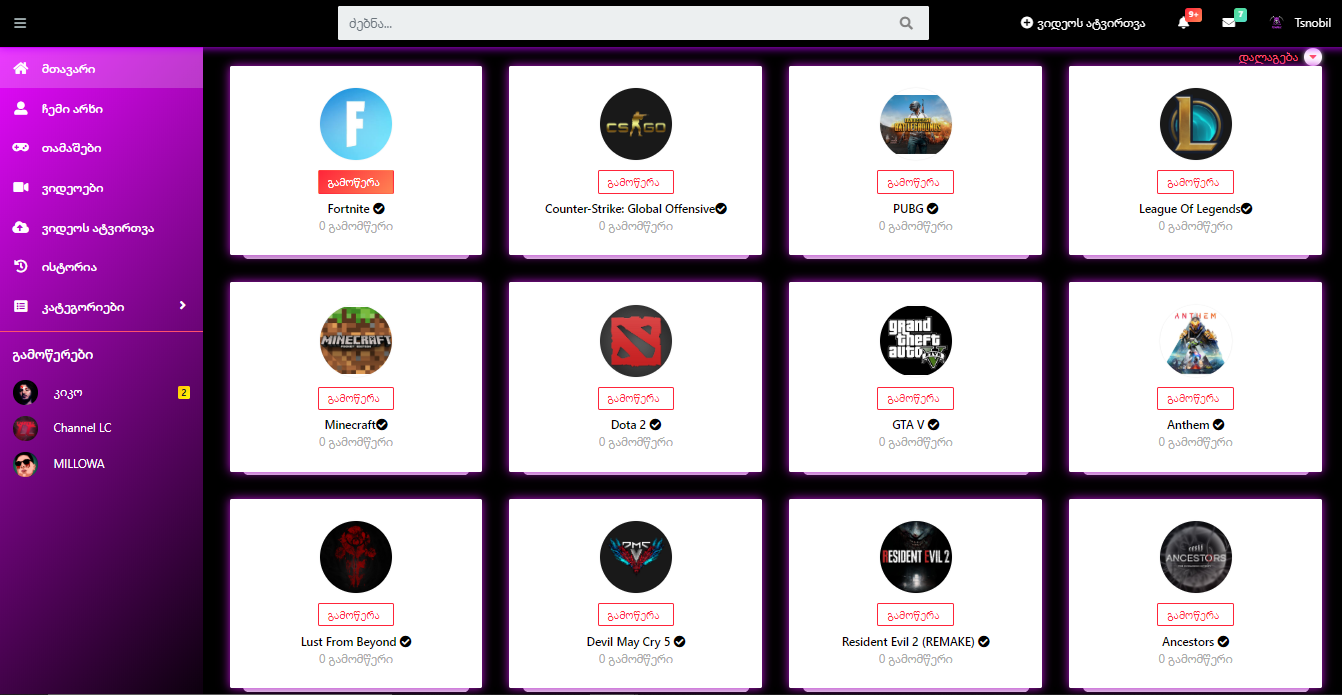 ძებნა...
ვიდეოს ატვირთვა
9+
7
Tsnobil
მთავარი
ჩემი არხი
თამაშები
ვიდეოები
ვიდეოს ატვირთვა
ისტორია
კატეგორიები
გამოწერები
კიკო
2
Channel LC
MILLOWA
დალაგება
F
CS GO
BATTLEGROUNDS
L
გამოწერა
გამოწერა
გამოწერა
გამოწერა
Fortnite
Counter-Strike: Global Offensive
PUBG
League Of Legends
0 გამომწერი
0 გამომწერი
0 გამომწერი
0 გამომწერი
MINECRAFT
grand
theft
auto
V
ANTHEM
გამოწერა
გამოწერა
გამოწერა
გამოწერა
Minecraft
Dota 2
GTA V
Anthem
0 გამომწერი
0 გამომწერი
0 გამომწერი
0 გამომწერი
DMC
RESIDENT EVIL 2
ANCESTORS
გამოწერა
გამოწერა
გამოწერა
გამოწერა
Lust From Beyond
Devil May Cry 5
Resident Evil 2 (REMAKE)
Ancestors
0 გამომწერი
0 გამომწერი
0 გამომწერი
0 გამომწერი